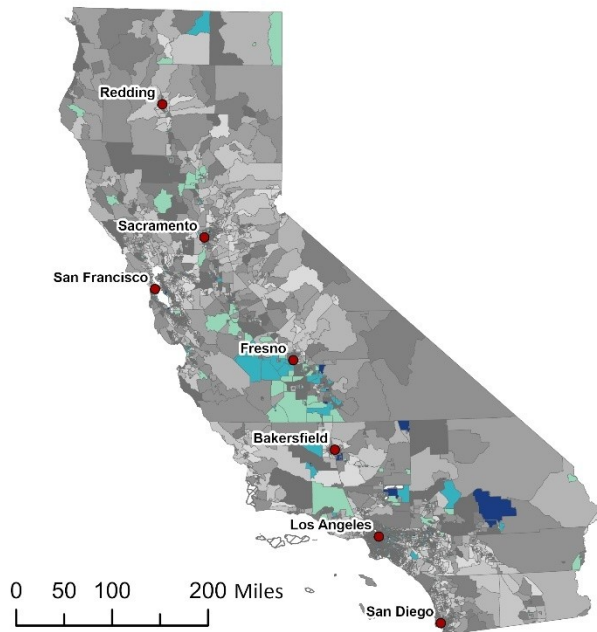 Redding
Sacramento
San Francisco
Fresno
Bakersfield
Los Angeles
0 50 100 200 Miles
San Diego